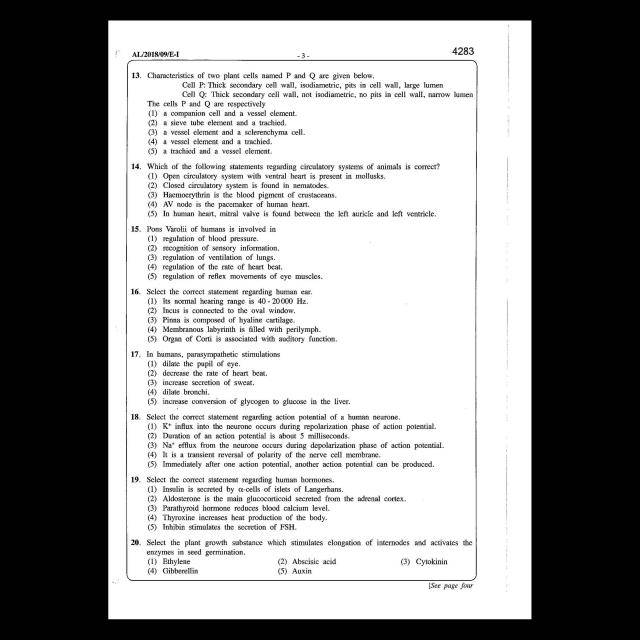 AL/2018/09/E-I
- 3 -
4283
13. Characteristics of two plant cells named P and Q are given below.
Cell P: Thick secondary cell wall, isodiametric, pits in cell wall, large lumen
Cell Q: Thick secondary cell wall, not isodiametric, no pits in cell wall, narrow lumen
The cells P and Q are respectively
(1) a companion cell and a vessel element.
(2) a sieve tube element and a trachied.
(3) a vessel element and a sclerenchyma cell.
(4) a vessel element and a trachied.
(5) a trachied and a vessel element.
14. Which of the following statements regarding circulatory systems of animals is correct?
(1) Open circulatory system with ventral heart is present in mollusks.
(2) Closed circulatory system is found in nematodes.
(3) Haemoerythrin is the blood pigment of crustaceans.
(4) AV node is the pacemaker of human heart.
(5) In human heart, mitral valve is found between the left auricle and left ventricle.
15. Pons Varolii of humans is involved in
(1) regulation of blood pressure.
(2) recognition of sensory information.
(3) regulation of ventilation of lungs.
(4) regulation of the rate of heart beat.
(5) regulation of reflex movements of eye muscles.
16. Select the correct statement regarding human ear.
(1) Its normal hearing range is 40 - 20000 Hz.
(2) Incus is connected to the oval window.
(3) Pinna is composed of hyaline cartilage.
(4) Membranous labyrinth is filled with perilymph.
(5) Organ of Corti is associated with auditory function.
17. In humans, parasympathetic stimulations
(1) dilate the pupil of eye.
(2) decrease the rate of heart beat.
(3) increase secretion of sweat.
(4) dilate bronchi.
(5) increase conversion of glycogen to glucose in the liver.
18. Select the correct statement regarding action potential of a human neurone.
(1) K⁺ influx into the neurone occurs during repolarization phase of action potential.
(2) Duration of an action potential is about 5 milliseconds.
(3) Na⁺ efflux from the neurone occurs during depolarization phase of action potential.
(4) It is a transient reversal of polarity of the nerve cell membrane.
(5) Immediately after one action potential, another action potential can be produced.
19. Select the correct statement regarding human hormones.
(1) Insulin is secreted by α-cells of islets of Langerhans.
(2) Aldosterone is the main glucocorticoid secreted from the adrenal cortex.
(3) Parathyroid hormone reduces blood calcium level.
(4) Thyroxine increases heat production of the body.
(5) Inhibin stimulates the secretion of FSH.
20. Select the plant growth substance which stimulates elongation of internodes and activates the
enzymes in seed germination.
(1) Ethylene (2) Abscisic acid (3) Cytokinin
(4) Gibberellin (5) Auxin
[See page four